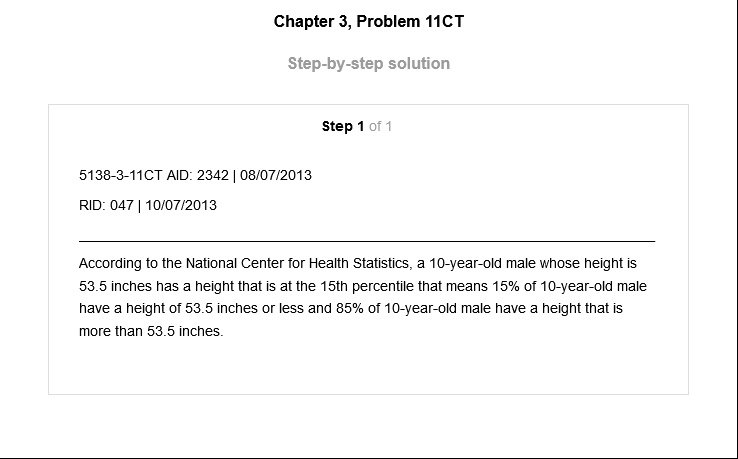 Chapter 3, Problem 11CT
Step-by-step solution
Step 1 of 1
5138-3-11CT AID: 2342 | 08/07/2013
RID: 047 | 10/07/2013
According to the National Center for Health Statistics, a 10-year-old male whose height is
53.5 inches has a height that is at the 15th percentile that means 15% of 10-year-old male
have a height of 53.5 inches or less and 85% of 10-year-old male have a height that is
more than 53.5 inches.